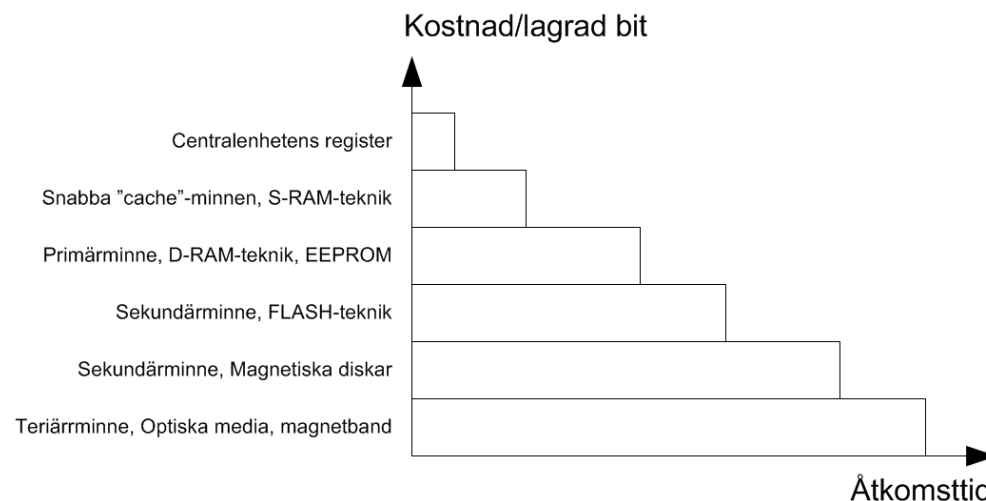 Kostnad/lagrad bit
Centralenhetens register
Snabba ”cache”-minnen, S-RAM-teknik
Primärminne, D-RAM-teknik, EEPROM
Sekundärminne, FLASH-teknik
Sekundärminne, Magnetiska diskar
Teriärrminne, Optiska media, magnetband
Åtkomsttid